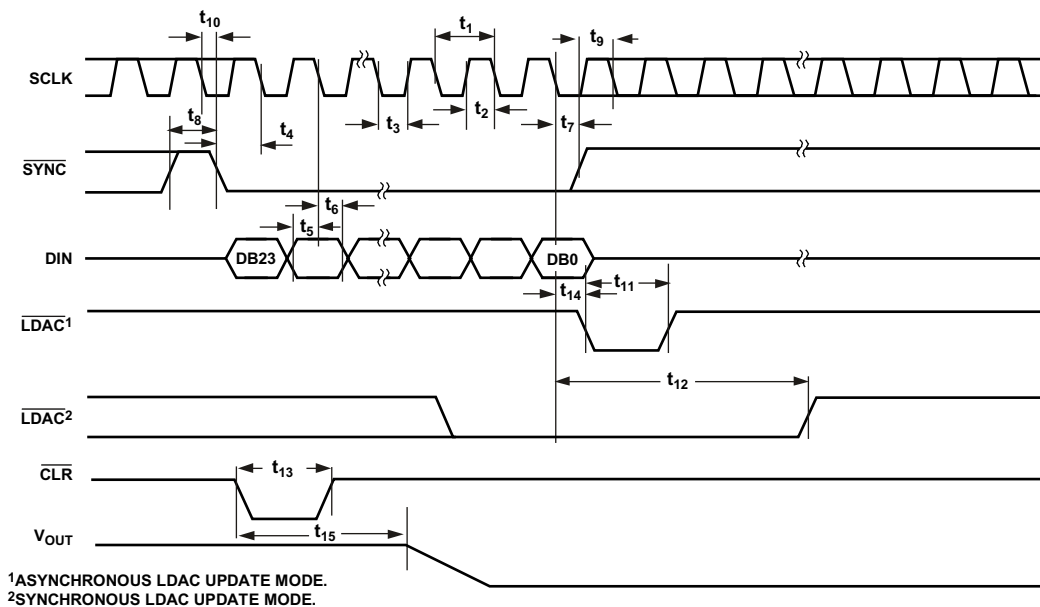 t10
t1
t9
SCLK
t8
t4
t3
t2
t7
SYNC
t6
t5
DIN
DB23
DB0
t14
t11
LDAC1
t12
LDAC2
CLR
t13
t15
VOUT
1ASYNCHRONOUS LDAC UPDATE MODE.
2SYNCHRONOUS LDAC UPDATE MODE.